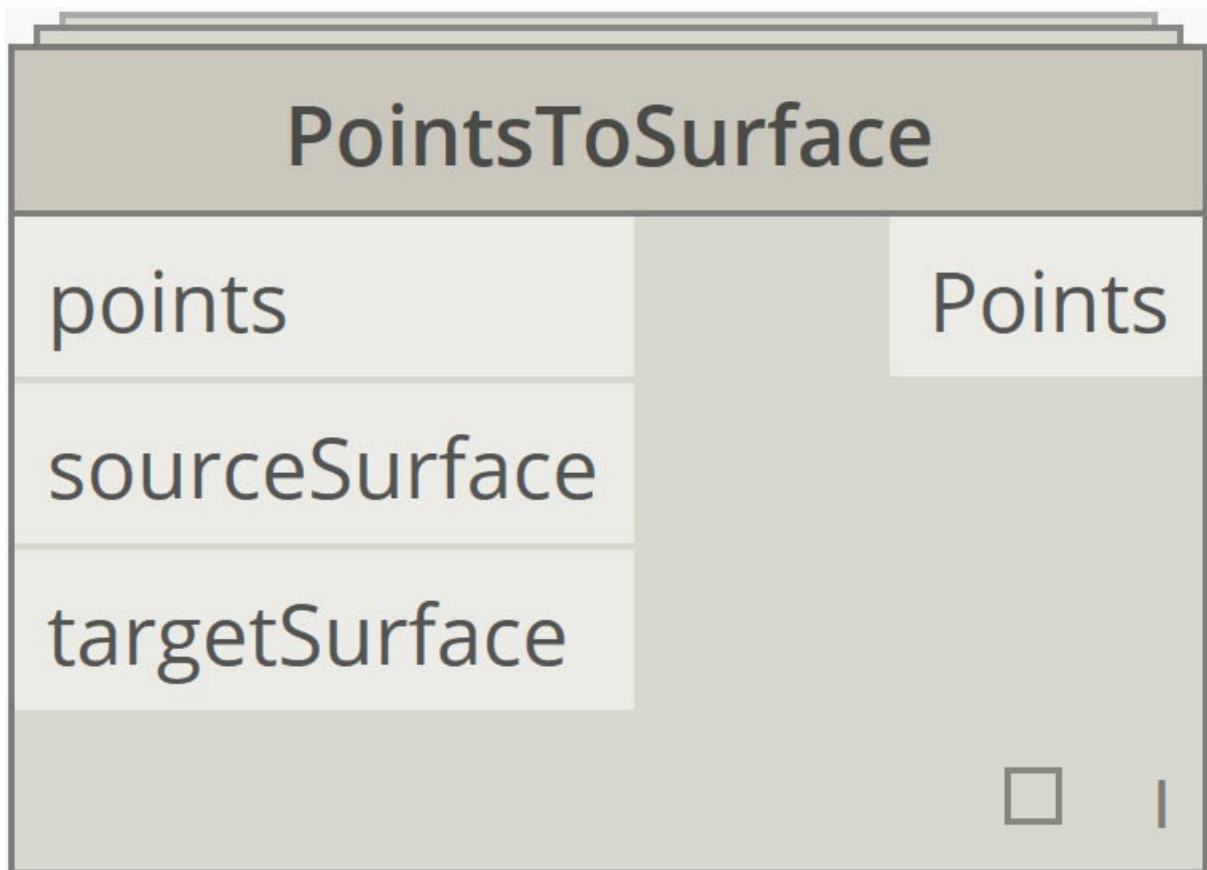 PointsToSurface
points
Points
sourceSurface
targetSurface
I